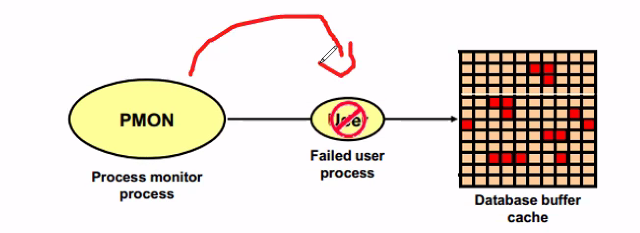 PMON
Process monitor
process
Failed user
process
Database buffer
cache